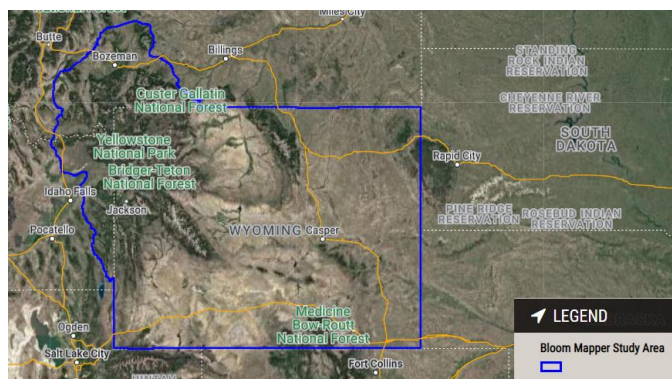 Miles City
Butte
Bozeman
Billings
STANDING
ROCK INDIAN
RESERVATION
Custer Gallatin
National Forest
CHEYENNE RIVER
RESERVATION
SOUTH
DAKOTA
Yellowstone
National Park
Rapid City
Bridger-Teton
National Forest
Idaho Falls
Jackson
PINE RIDGE
RESERVATION
ROSEBUD INDIAN
RESERVATION
Pocatello
WYOMING
Casper
Medicine
Bow-Routt
National Forest
LEGEND
Ogden
Bloom Mapper Study Area
Salt Lake City
Fort Collins